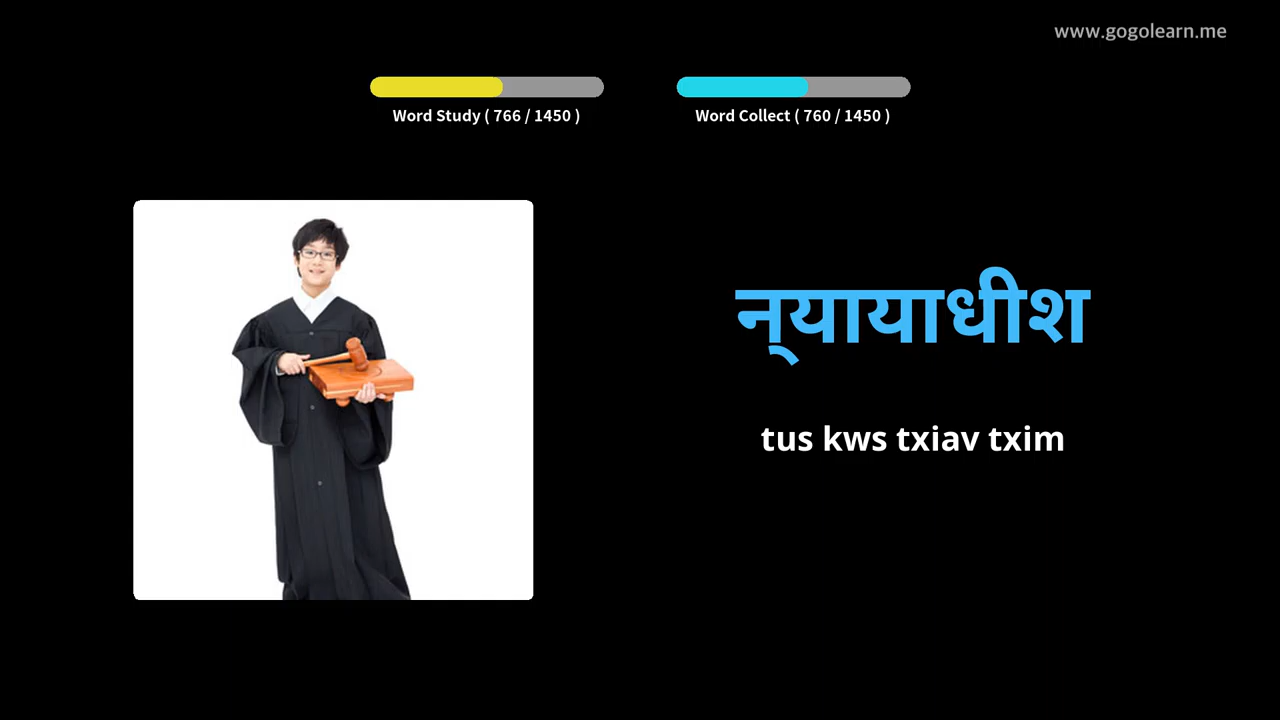 www.gogolearn.me
Word Study ( 766 / 1450 )
Word Collect ( 760 / 1450 )
न्‌यायाधीश
tus kws txiav txim